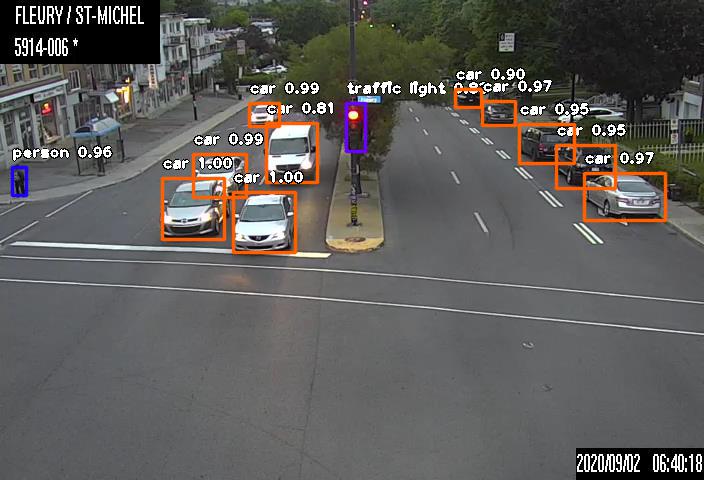 FLEURY / ST-MICHEL
5914-006 *
car 0.99
car 0.81
traffic light 0.
car 0.90
car 0.97
car 0.95
car 0.95
car 0.97
car 0.99
car 1.00
car 1.00
person 0.96
2020/09/02 06:40:18